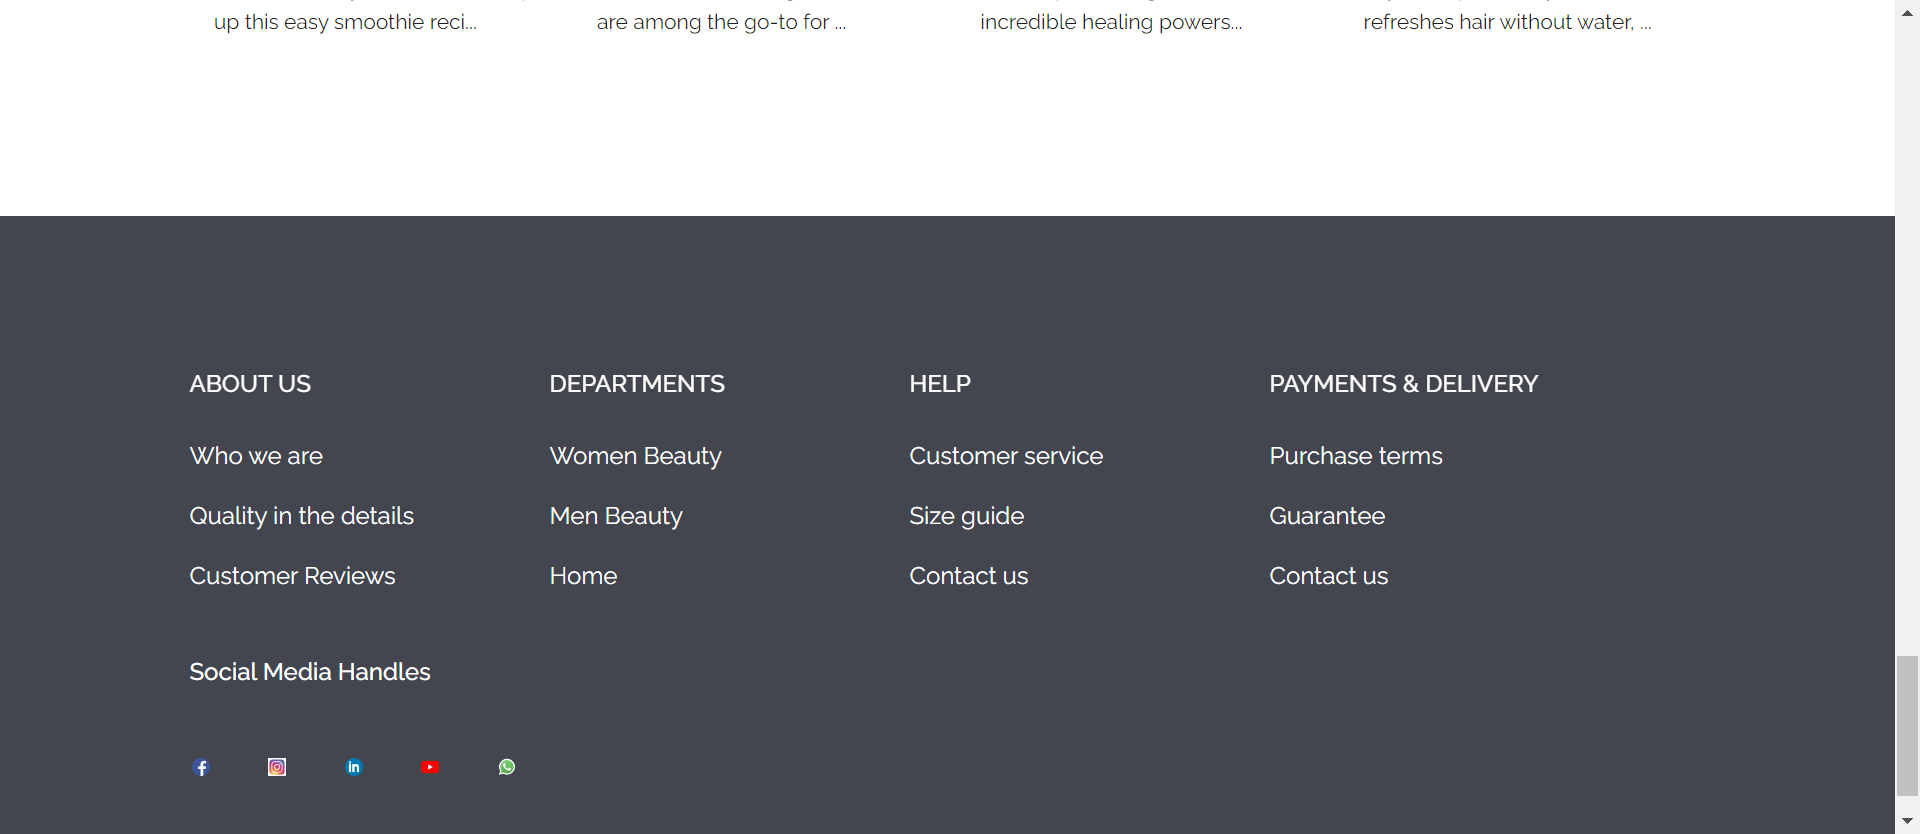 up this easy smoothie reci...
are among the go-to for ...
incredible healing powers...
refreshes hair without water, ...
ABOUT US
Who we are
Quality in the details
Customer Reviews
DEPARTMENTS
Women Beauty
Men Beauty
Home
HELP
Customer service
Size guide
Contact us
PAYMENTS & DELIVERY
Purchase terms
Guarantee
Contact us
Social Media Handles